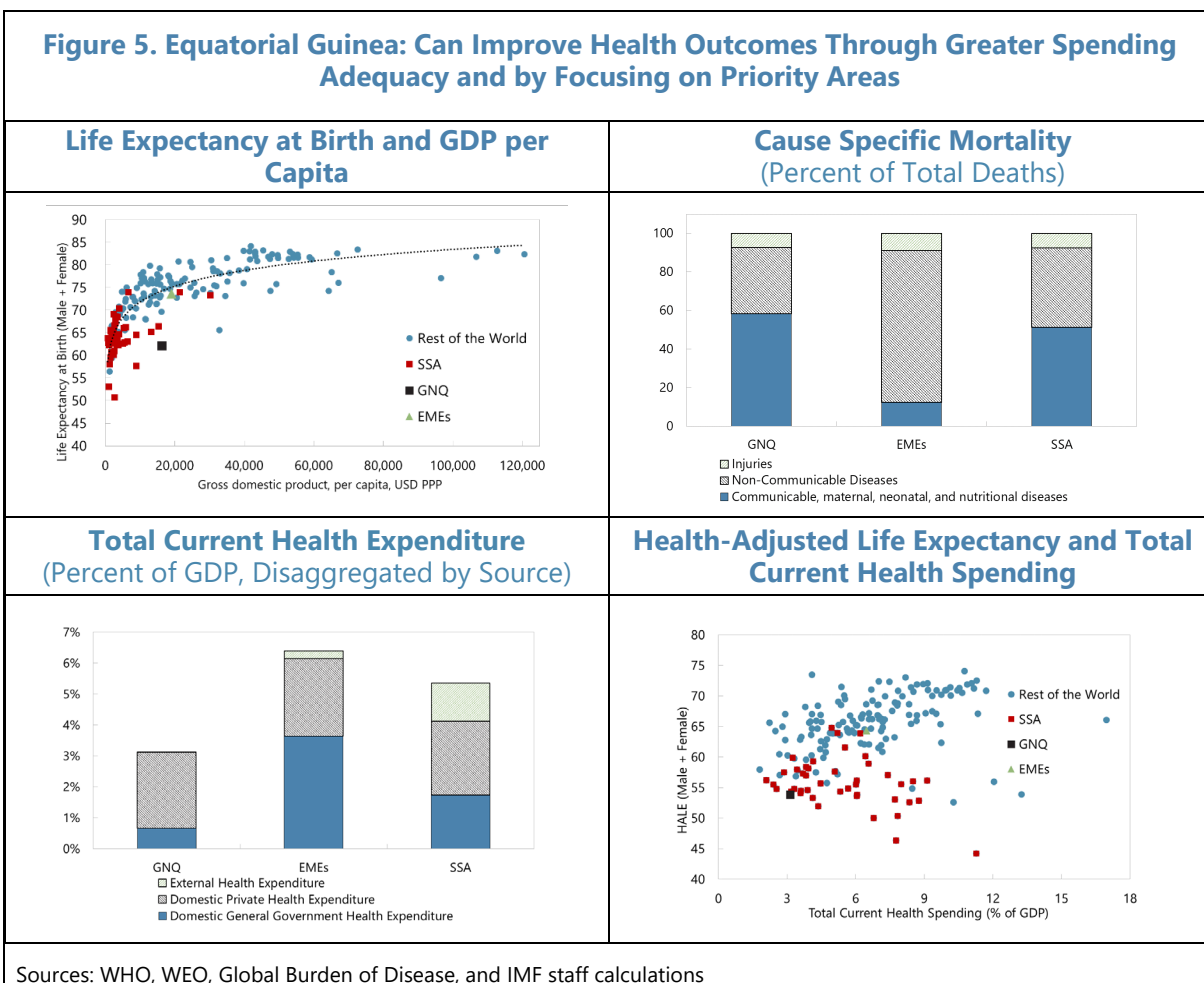 Figure 5. Equatorial Guinea: Can Improve Health Outcomes Through Greater Spending
Adequacy and by Focusing on Priority Areas
Life Expectancy at Birth and GDP per
Capita
Cause Specific Mortality
(Percent of Total Deaths)
Life Expectancy at Birth (Male + Female)
90
85
80
75
70
65
60
55
50
45
40
0 20,000 40,000 60,000 80,000 100,000 120,000
Gross domestic product, per capita, USD PPP
Rest of the World
SSA
GNQ
EMEs
100
80
60
40
20
0
GNQ EMEs SSA
Injuries
Non-Communicable Diseases
Communicable, maternal, neonatal, and nutritional diseases
Total Current Health Expenditure
(Percent of GDP, Disaggregated by Source)
Health-Adjusted Life Expectancy and Total
Current Health Spending
7%
6%
5%
4%
3%
2%
1%
0%
GNQ EMEs SSA
External Health Expenditure
Domestic Private Health Expenditure
Domestic General Government Health Expenditure
HALE (Male + Female)
80
75
70
65
60
55
50
45
40
0 3 6 9 12 15 18
Total Current Health Spending (% of GDP)
Rest of the World
SSA
GNQ
EMEs
Sources: WHO, WEO, Global Burden of Disease, and IMF staff calculations